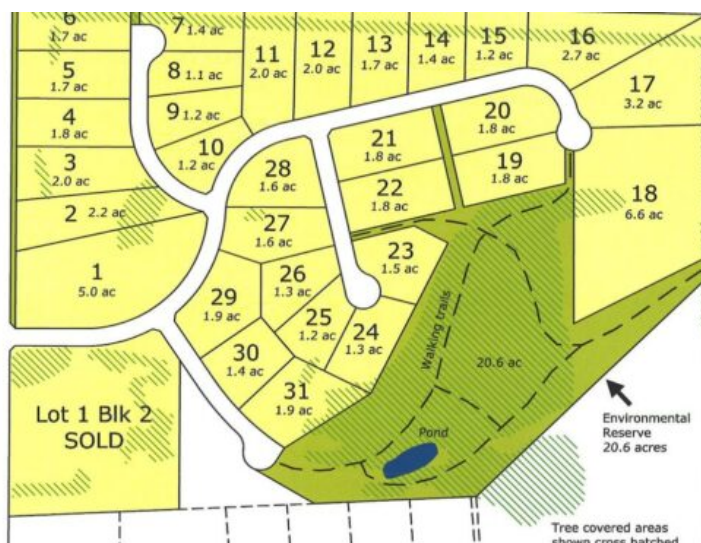 6
1.7 ac
7 1.4 ac
5
1.7 ac
8 1.1 ac
4
1.8 ac
9 1.2 ac
3
2.0 ac
10
1.2 ac
2 2.2 ac
1
5.0 ac
11
2.0 ac
12
2.0 ac
13
1.7 ac
14
1.4 ac
15
1.2 ac
16
2.7 ac
17
3.2 ac
18
6.6 ac
20
1.8 ac
19
1.8 ac
21
1.8 ac
22
1.8 ac
28
1.6 ac
27
1.6 ac
23
1.5 ac
26
1.3 ac
25
1.2 ac
24
1.3 ac
29
1.9 ac
30
1.4 ac
31
1.9 ac
Walking trails
20.6 ac
Pond
Lot 1 Blk 2
SOLD
Environmental
Reserve
20.6 acres
Tree covered areas
shown cross hatched